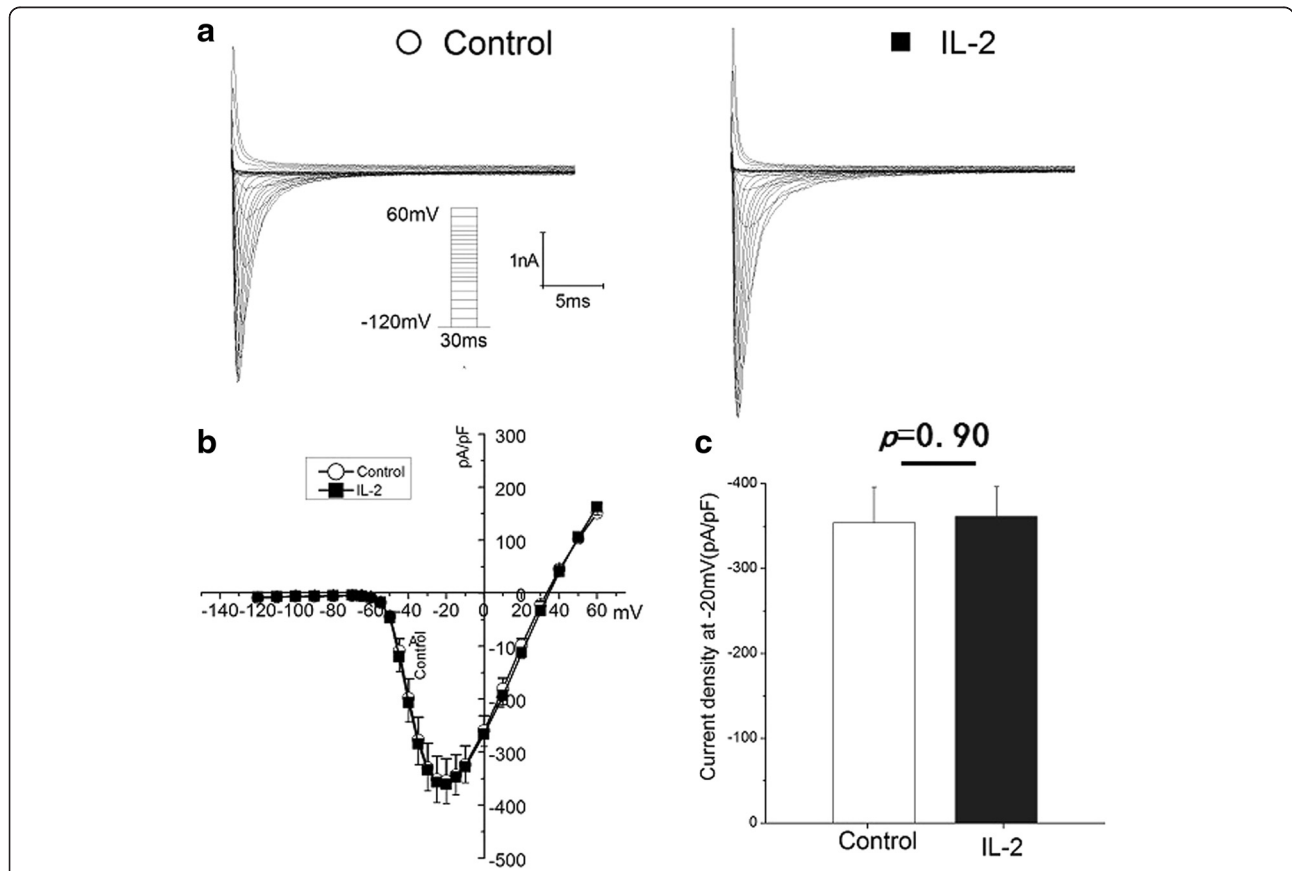 a
Control
IL-2
60mV
-120mV
30ms
1nA
5ms
b
Control
IL-2
pA/pF
300
200
100
0
-100
-200
-300
-400
-500
-140 -120 -100 -80 -60 -40 -20 0 20 40 60 mV
A
Control
c
p=0.90
Current density at -20mV(pA/pF)
-400
-300
-200
-100
0
Control
IL-2